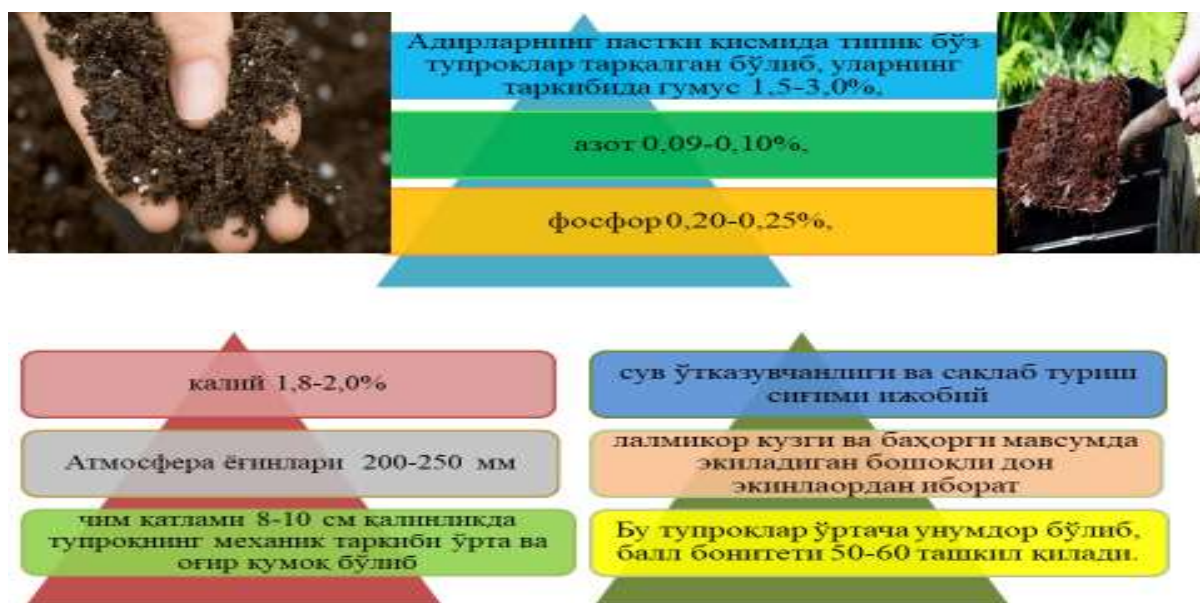 Адирларнинг пастки қисмида типик бўз
тупроқлар тарқалган бўлиб, уларнинг
таркибида гумус 1,5-3,0%,
азот 0,09-0,10%,
фосфор 0,20-0,25%,
калий 1,8-2,0%
Атмосфера ёғинлари 200-250 мм
чим қатлами 8-10 см қалинликда
тупроқнинг механик таркиби ўрта ва
оғир қумоқ бўлиб
сув ўтказувчанлиги ва сақлаб туриш
сиғими ижобий
лалмикор кузги ва баҳорги мавсумда
экиладиган бошоқли дон
экинлаордан иборат
Бу тупроқлар ўртача унумдор бўлиб,
балл бонитети 50-60 ташкил қилади.